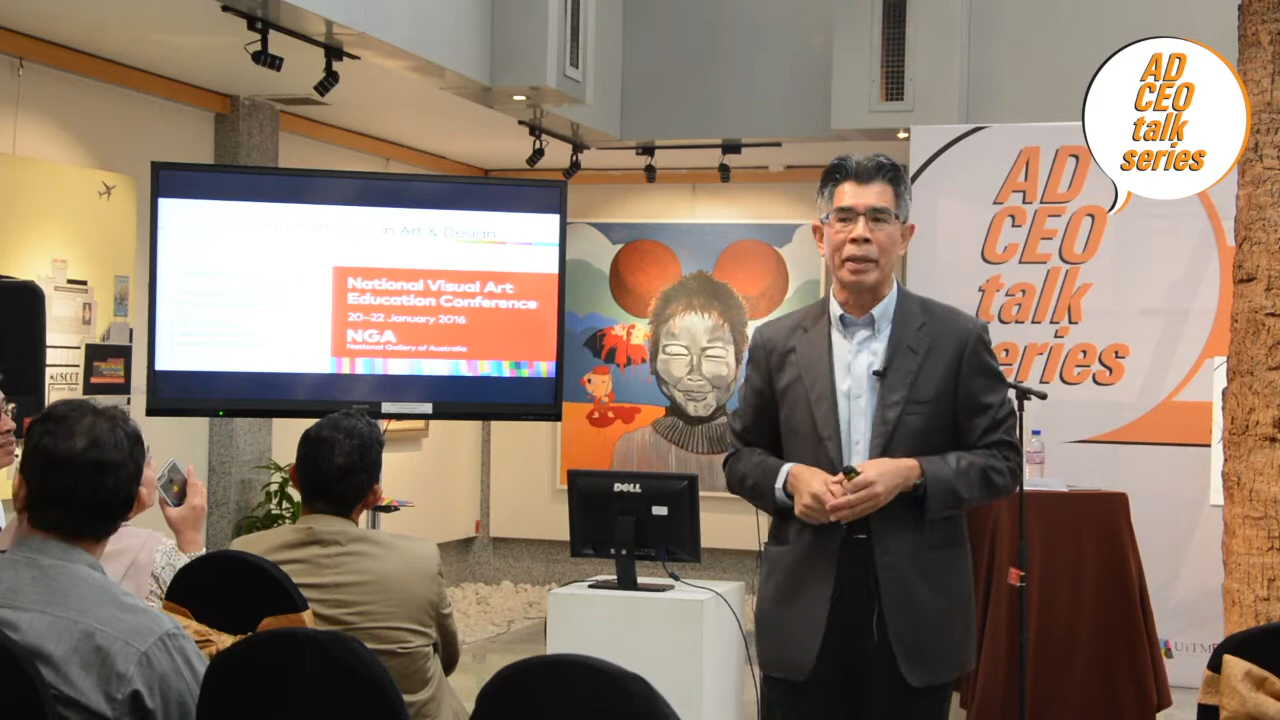 AD
CEO
talk
series
AD
CEO
talk
series
in Art & Design
National Visual Art
Education Conference
20–22 January 2016
NGA
National Gallery of Australia
DELL
UiTM